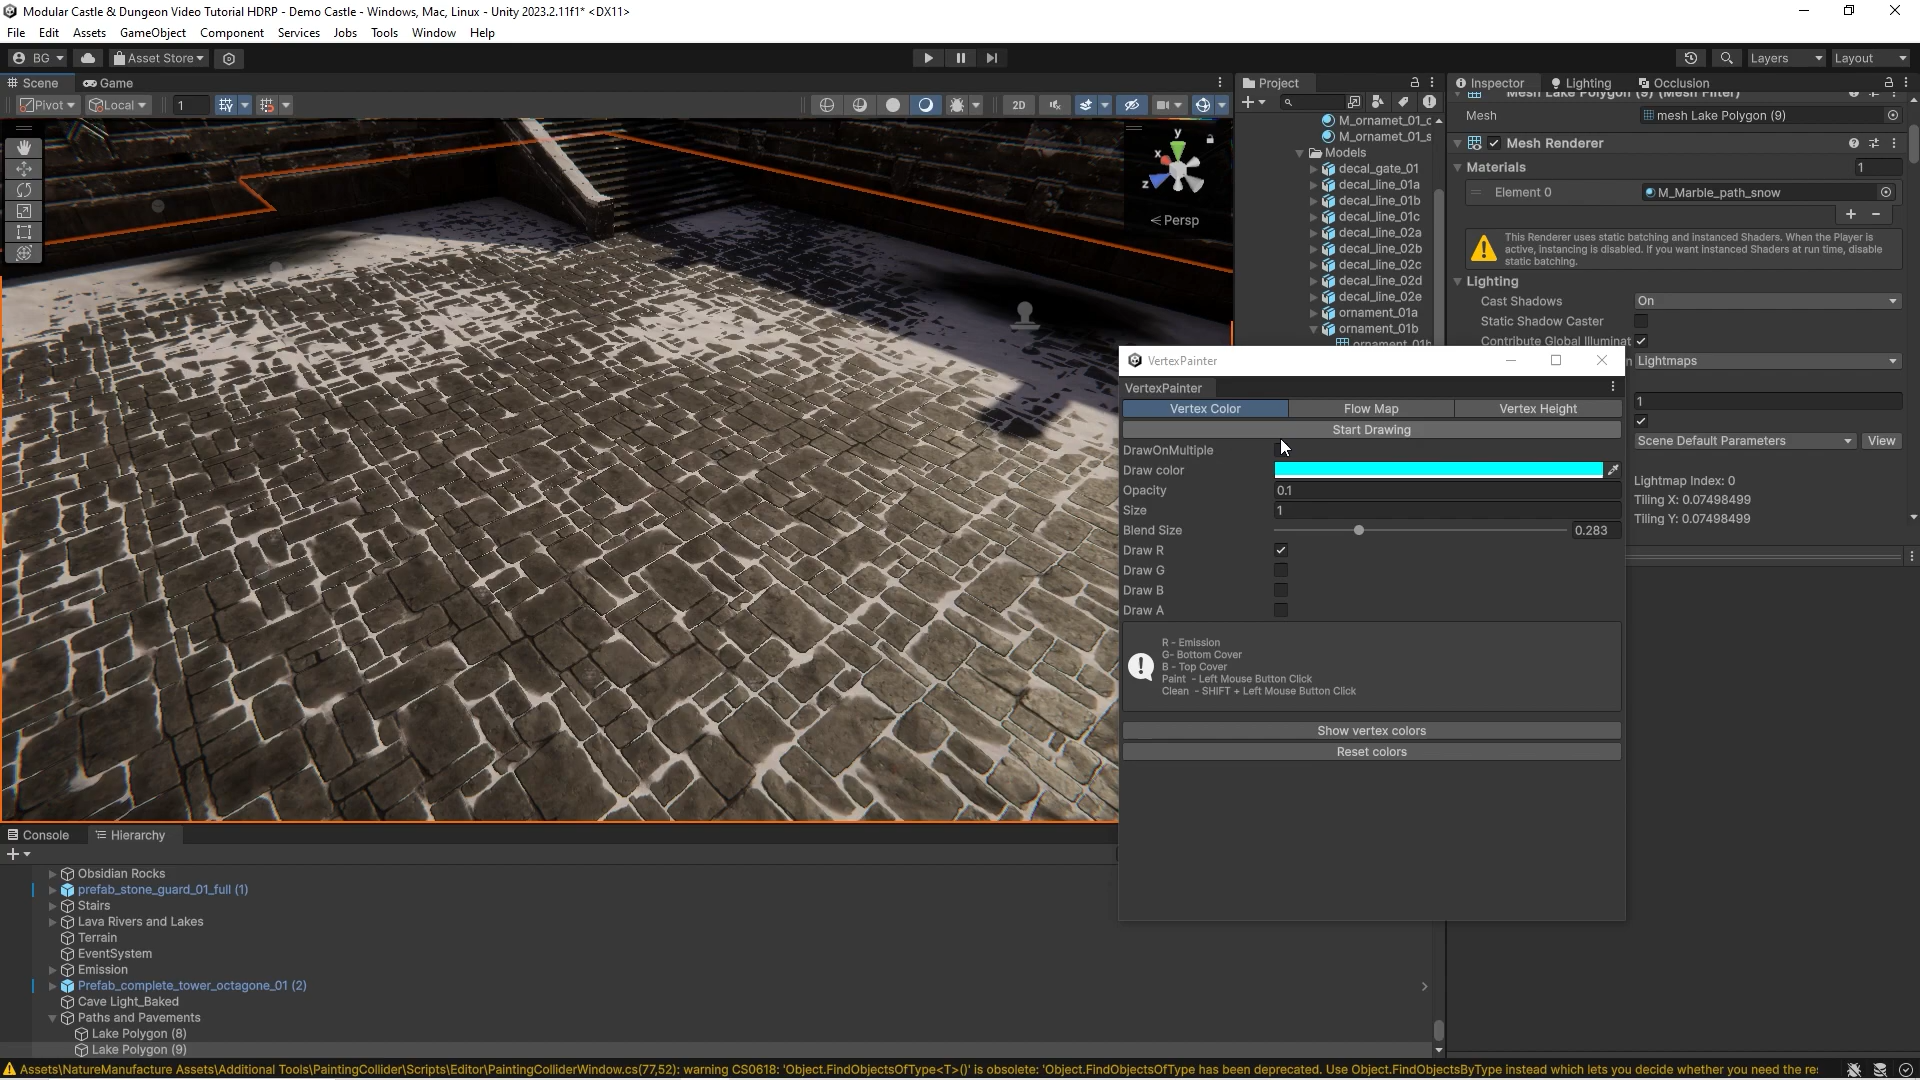 Modular Castle & Dungeon Video Tutorial HDRP - Demo Castle - Windows, Mac, Linux - Unity 2023.2.11f1* <DX11>
File Edit Assets GameObject Component Services Jobs Tools Window Help
BG Asset Store Layers Layout
Scene Game
Pivot Local 1 2D
y
x
z
< Persp
Project
M_ornamet_01_c
M_ornamet_01_s
Models
decal_gate_01
decal_line_01a
decal_line_01b
decal_line_01c
decal_line_02a
decal_line_02b
decal_line_02c
decal_line_02d
decal_line_02e
ornament_01a
ornament_01b
Inspector Lighting Occlusion
Mesh Lake Polygon (9) (Mesh Filter)
Mesh mesh Lake Polygon (9)
Mesh Renderer
Materials 1
Element 0 M_Marble_path_snow
This Renderer uses static batching and instanced Shaders. When the Player is
active, instancing is disabled. If you want instanced Shaders at run time, disable
static batching.
Lighting
Cast Shadows On
Static Shadow Caster
Contribute Global Illuminat
Lightmaps
1
Scene Default Parameters View
Lightmap Index: 0
Tiling X: 0.07498499
Tiling Y: 0.07498499
VertexPainter
VertexPainter
Vertex Color Flow Map Vertex Height
Start Drawing
DrawOnMultiple
Draw color
Opacity 0.1
Size 1
Blend Size 0.283
Draw R
Draw G
Draw B
Draw A
R - Emission
G- Bottom Cover
B - Top Cover
Paint - Left Mouse Button Click
Clean - SHIFT + Left Mouse Button Click
Show vertex colors
Reset colors
Console Hierarchy
Obsidian Rocks
prefab_stone_guard_01_full (1)
Stairs
Lava Rivers and Lakes
Terrain
EventSystem
Emission
Prefab_complete_tower_octagone_01 (2)
Cave Light_Baked
Paths and Pavements
Lake Polygon (8)
Lake Polygon (9)
Assets\NatureManufacture Assets\Additional Tools\PaintingCollider\Scripts\Editor\PaintingColliderWindow.cs(77,52): warning CS0618: 'Object.FindObjectsOfType<T>()' is obsolete: 'Object.FindObjectsOfType has been deprecated. Use Object.FindObjectsByType instead which lets you decide whether you need the re